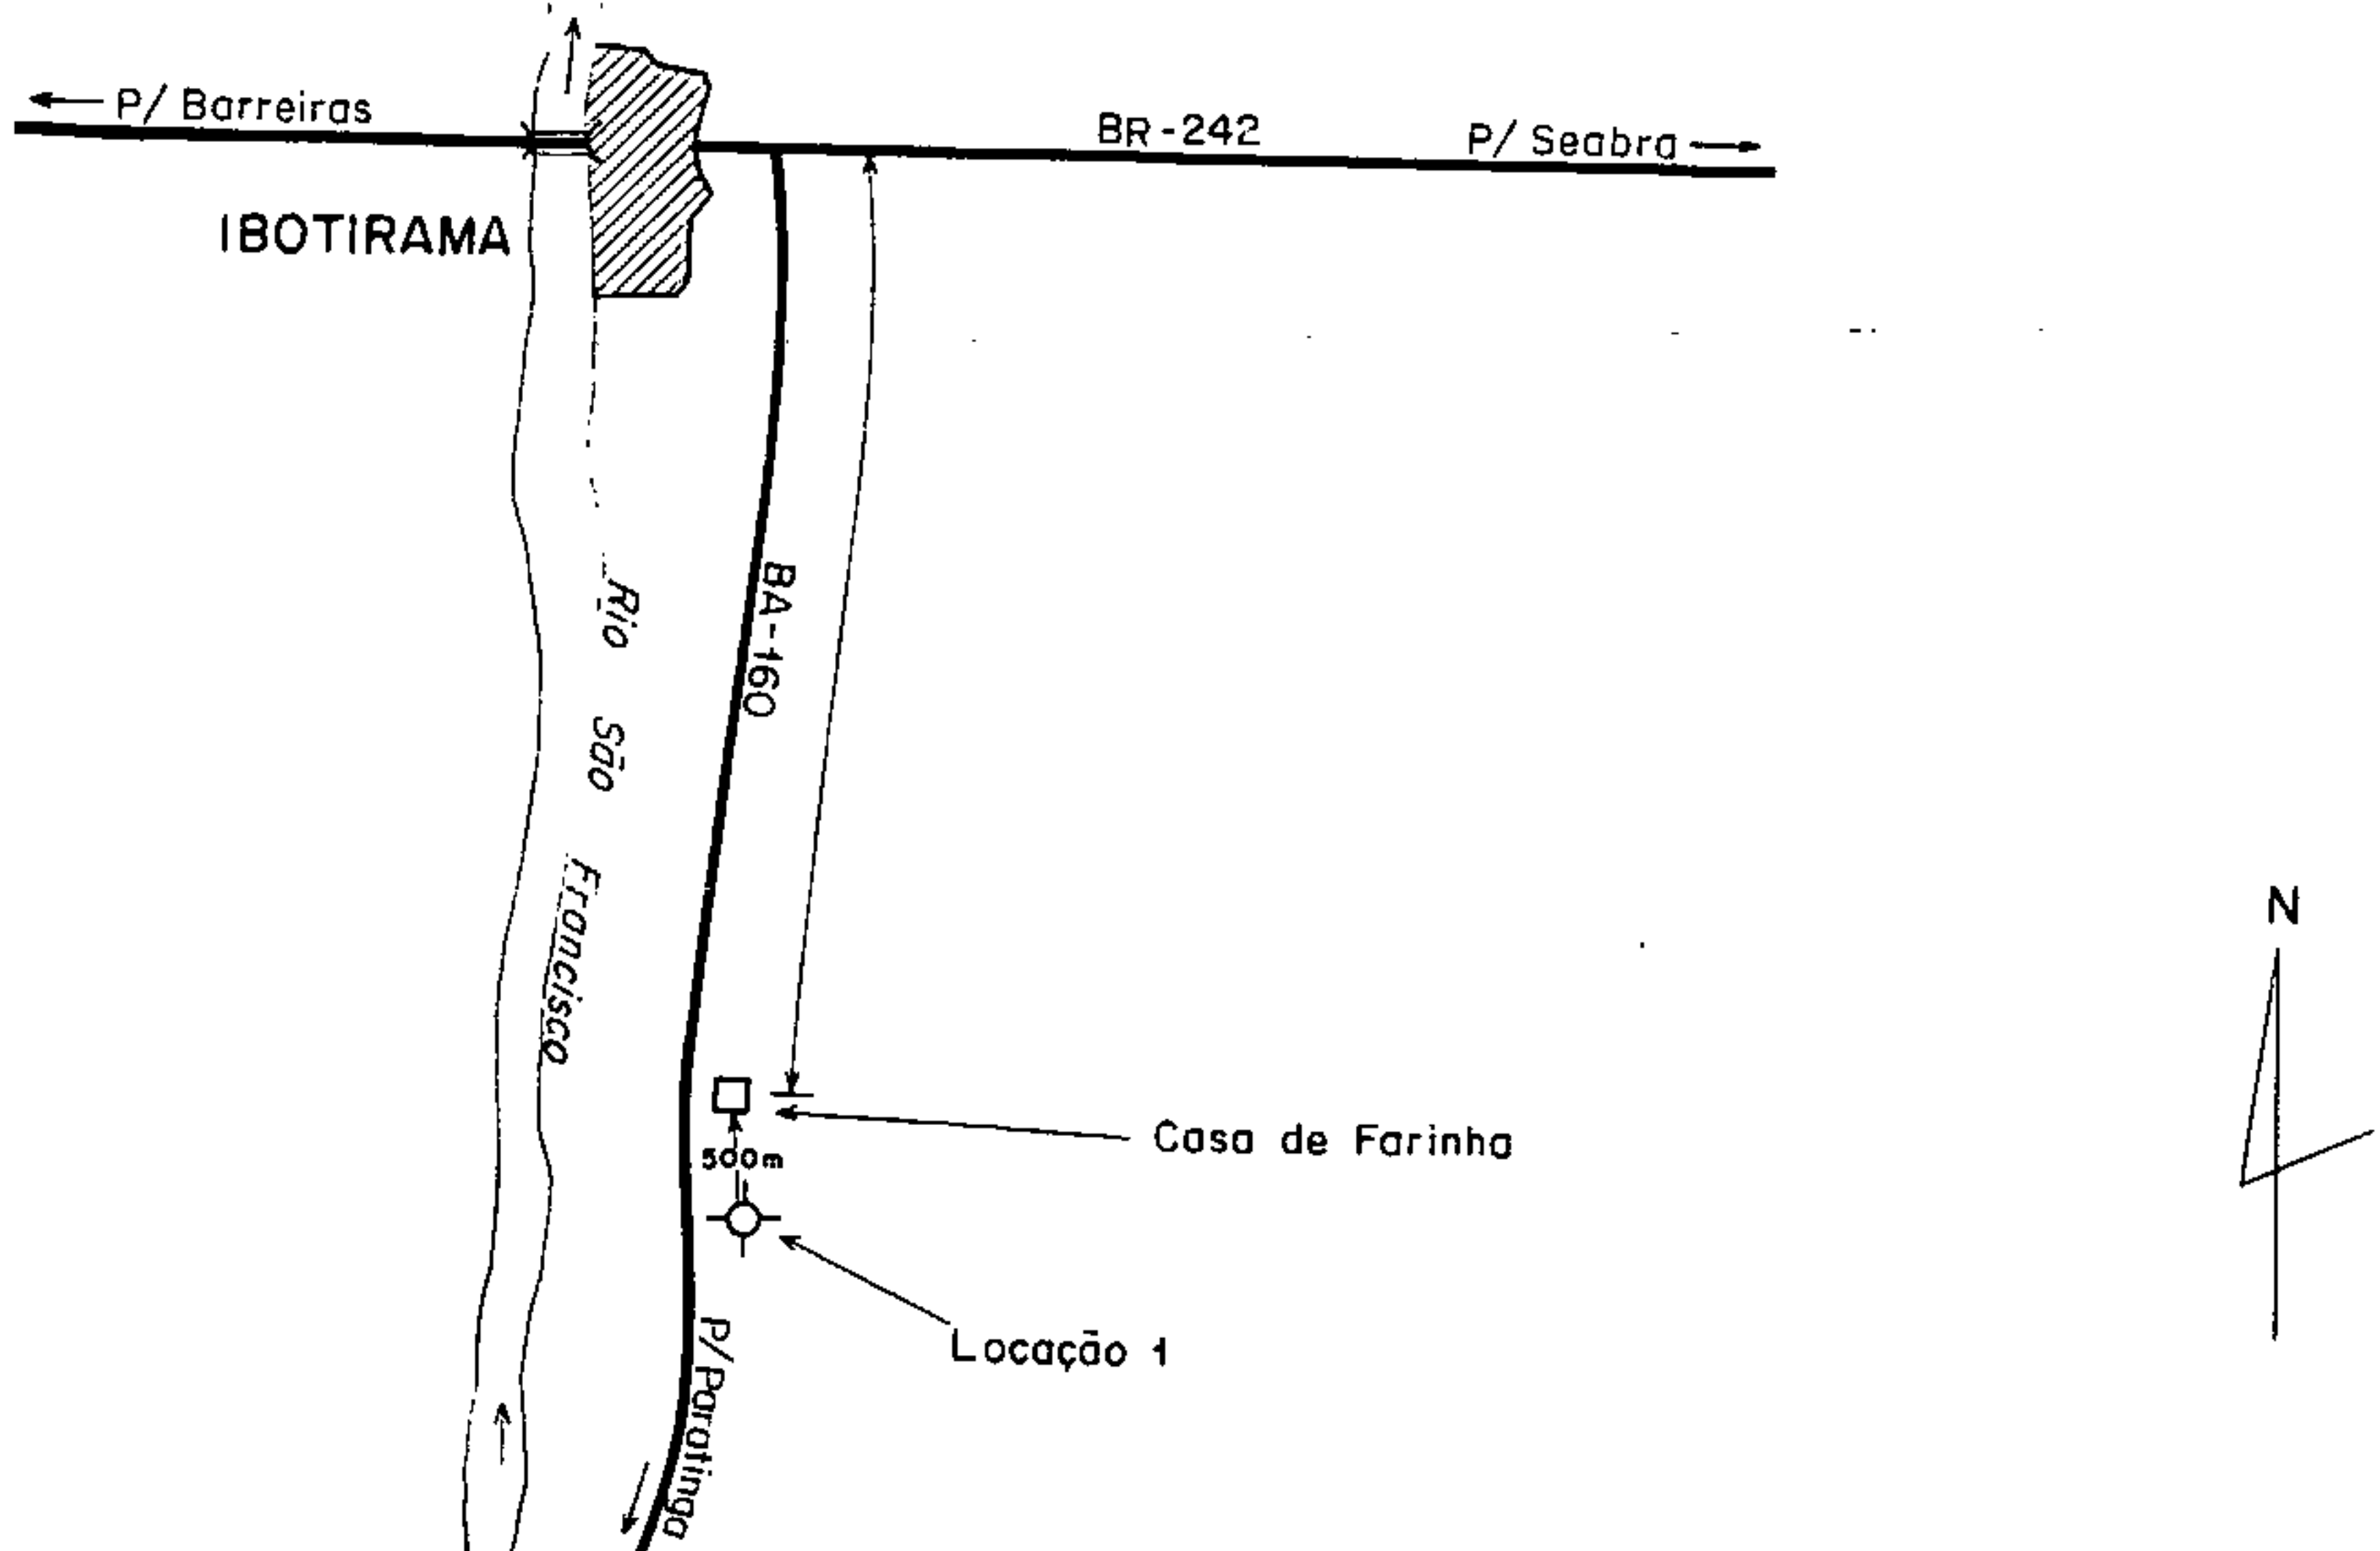 P/ Barreiras
BR-242
P/ Seabra
IBOTIRAMA
BA-160
Rio São Francisco
N
Casa de Farinha
500m
Locação 1
P/ Paratinga